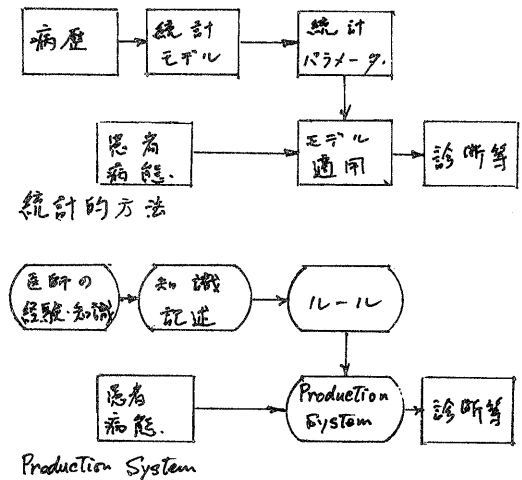 病歴
統計
モデル
統計
パラメータ.
患者
病態.
モデル
適用
診断等
統計的方法
医師の
経験・知識
知識
記述
ルール
患者
病態.
Production
System
診断等
Production System